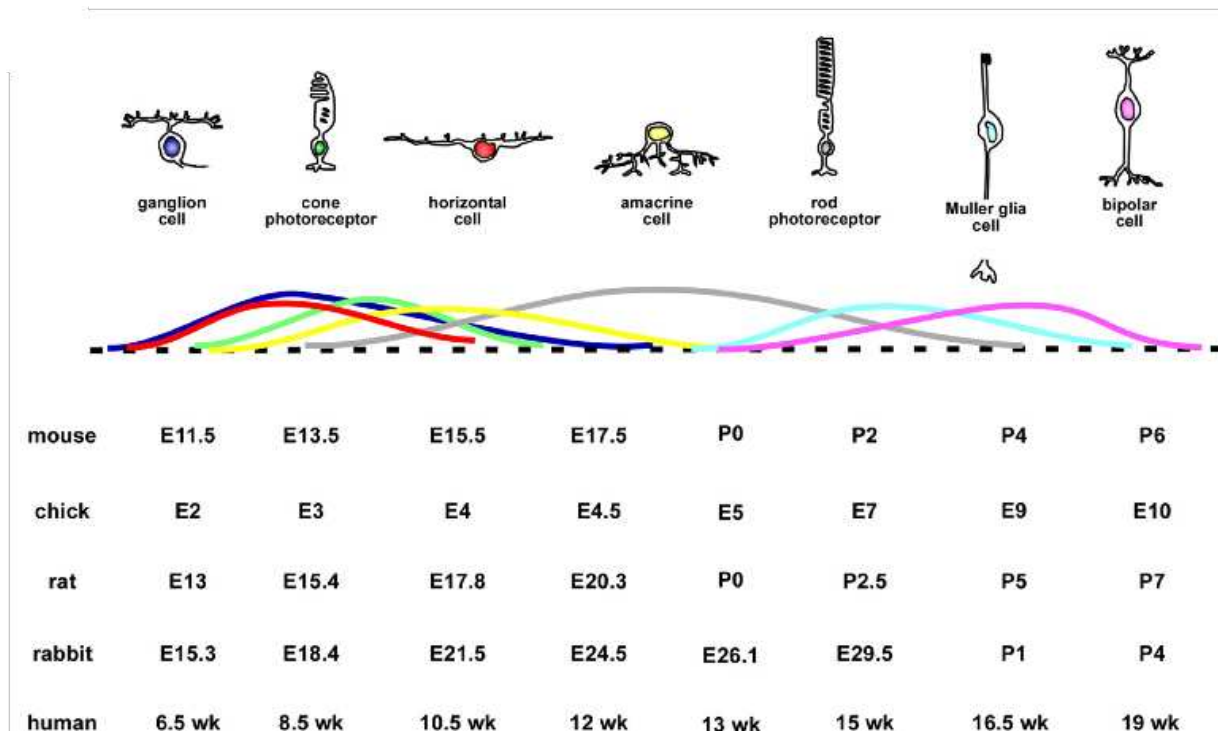 ganglion cell
cone photoreceptor
horizontal cell
amacrine cell
rod photoreceptor
Muller glia cell
bipolar cell
mouse E11.5 E13.5 E15.5 E17.5 P0 P2 P4 P6
chick E2 E3 E4 E4.5 E5 E7 E9 E10
rat E13 E15.4 E17.8 E20.3 P0 P2.5 P5 P7
rabbit E15.3 E18.4 E21.5 E24.5 E26.1 E29.5 P1 P4
human 6.5 wk 8.5 wk 10.5 wk 12 wk 13 wk 15 wk 16.5 wk 19 wk